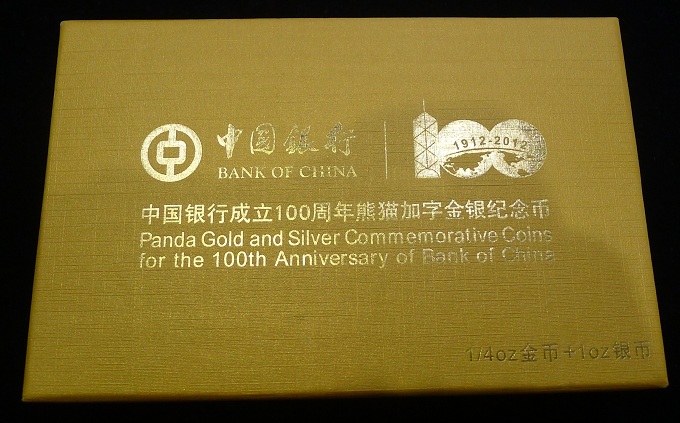 中国银行
BANK OF CHINA
100
1912-2012
中国银行成立100周年熊猫加字金银纪念币
Panda Gold and Silver Commemorative Coins
for the 100th Anniversary of Bank of China
1/4oz金币+1oz银币